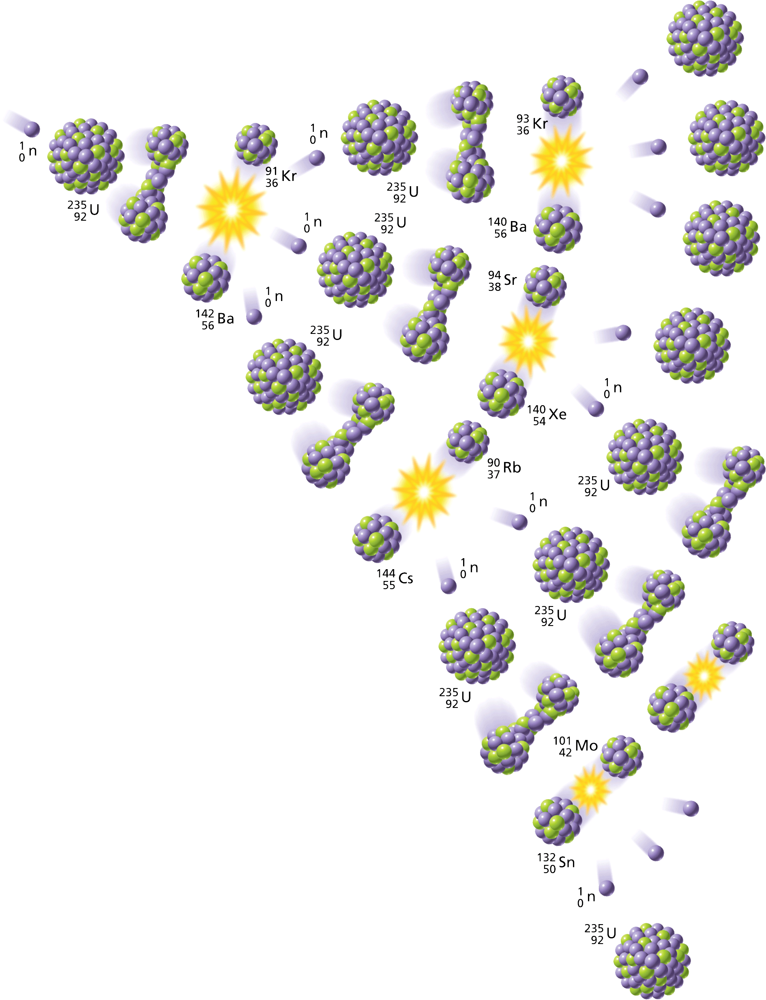 1 0 n
235 92 U
91 36 Kr
1 0 n
142 56 Ba
1 0 n
1 0 n
235 92 U
235 92 U
235 92 U
93 36 Kr
140 56 Ba
94 38 Sr
140 54 Xe
1 0 n
90 37 Rb
144 55 Cs
1 0 n
1 0 n
235 92 U
235 92 U
235 92 U
101 42 Mo
132 50 Sn
1 0 n
235 92 U